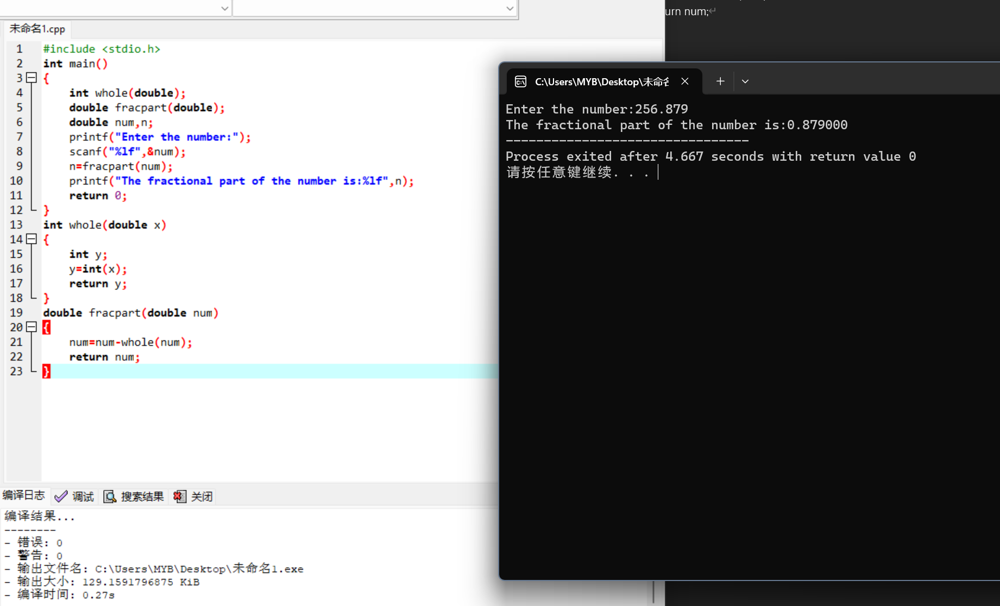 未命名1.cpp
1 #include <stdio.h>
2 int main()
3 {
4 int whole(double);
5 double fracpart(double);
6 double num,n;
7 printf("Enter the number:");
8 scanf("%lf",&num);
9 n=fracpart(num);
10 printf("The fractional part of the number is:%lf",n);
11 return 0;
12 }
13 int whole(double x)
14 {
15 int y;
16 y=int(x);
17 return y;
18 }
19 double fracpart(double num)
20 {
21 num=num-whole(num);
22 return num;
23 }
编译日志 调试 搜索结果 关闭
编译结果...
--------
- 错误: 0
- 警告: 0
- 输出文件名: C:\Users\MYB\Desktop\未命名1.exe
- 输出大小: 129.1591796875 KiB
- 编译时间: 0.27s
urn num;↵
C:\Users\MYB\Desktop\未命
Enter the number:256.879
The fractional part of the number is:0.879000
--------------------------------
Process exited after 4.667 seconds with return value 0
请按任意键继续. . .